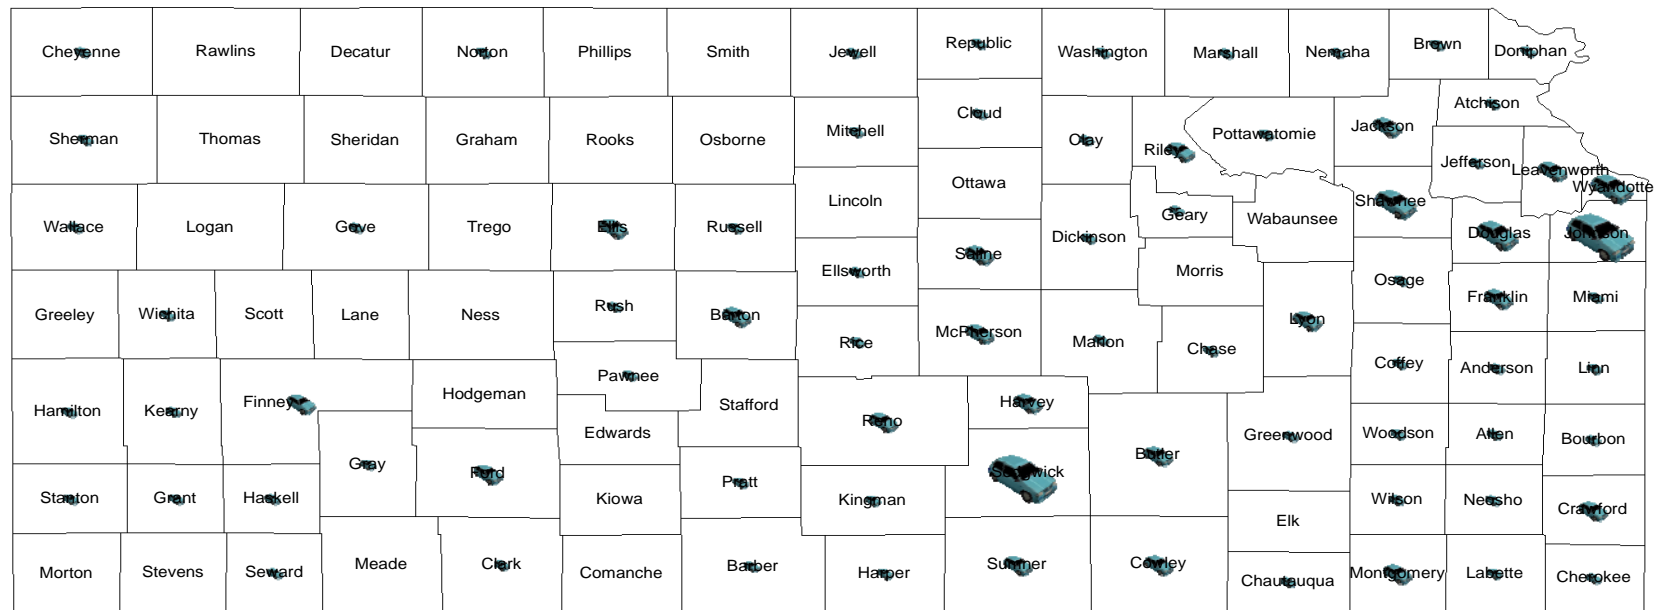 Cheyenne
Rawlins
Decatur
Norton
Phillips
Smith
Jewell
Republic
Washington
Marshall
Nemaha
Brown
Doniphan
Sherman
Thomas
Sheridan
Graham
Rooks
Osborne
Mitchell
Cloud
Olay
Riley
Pottawatomie
Jackson
Atchison
Jefferson
Leavenworth
Wyandotte
Ottawa
Lincoln
Wallace
Logan
Gove
Trego
Ellis
Russell
Saline
Dickinson
Geary
Wabaunsee
Shawnee
Douglas
Johnson
Ellsworth
Morris
Osage
Franklin
Miami
Greeley
Wichita
Scott
Lane
Ness
Rush
Barton
Rice
McPherson
Marion
Chase
Lyon
Coffey
Anderson
Linn
Hamilton
Kearny
Finney
Hodgeman
Pawnee
Stafford
Reno
Harvey
Edwards
Greenwood
Woodson
Allen
Bourbon
Gray
Ford
Sedgwick
Butler
Stanton
Grant
Haskell
Kiowa
Pratt
Kingman
Elk
Wilson
Neosho
Crawford
Morton
Stevens
Seward
Meade
Clark
Comanche
Barber
Harper
Sumner
Cowley
Chautauqua
Montgomery
Labette
Cherokee